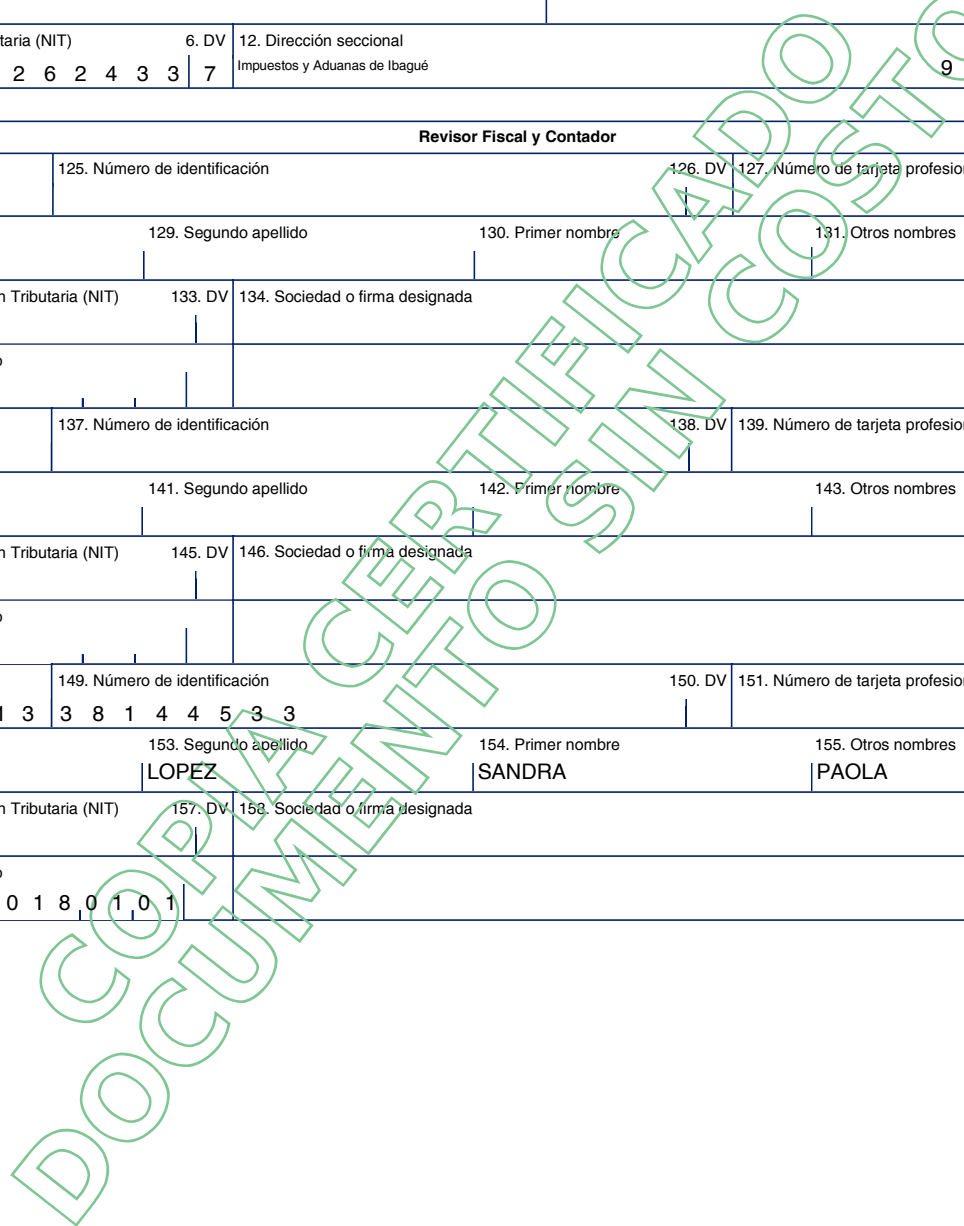 taria (NIT) 6. DV 12. Dirección seccional
2 6 2 4 3 3 7 Impuestos y Aduanas de Ibagué 9
Revisor Fiscal y Contador
125. Número de identificación 126. DV 127. Número de tarjeta profesion
129. Segundo apellido 130. Primer nombre 131. Otros nombres
n Tributaria (NIT) 133. DV 134. Sociedad o firma designada
o
137. Número de identificación 138. DV 139. Número de tarjeta profesion
141. Segundo apellido 142. Primer nombre 143. Otros nombres
n Tributaria (NIT) 145. DV 146. Sociedad o firma designada
o
149. Número de identificación 150. DV 151. Número de tarjeta profesion
1 3 3 8 1 4 4 5 3 3
153. Segundo apellido 154. Primer nombre 155. Otros nombres
LOPEZ SANDRA PAOLA
n Tributaria (NIT) 157. DV 158. Sociedad o firma designada
o
0 1 8 0 1 0 1
COPIA CERTIFICADO
DOCUMENTO SIN COSTO